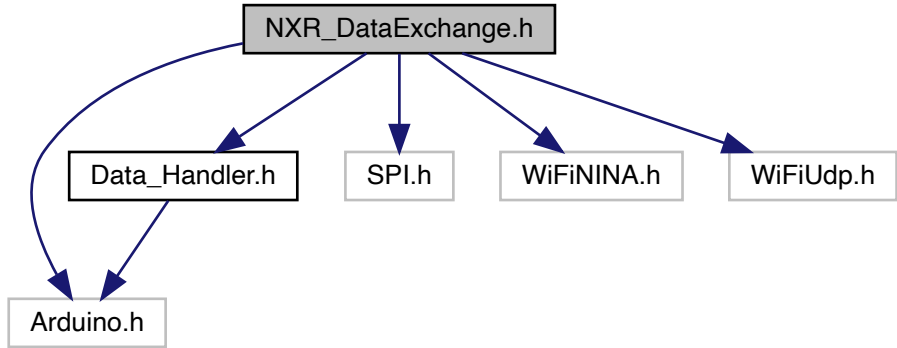 NXR_DataExchange.h
Data_Handler.h
SPI.h
WiFiNINA.h
WiFiUdp.h
Arduino.h